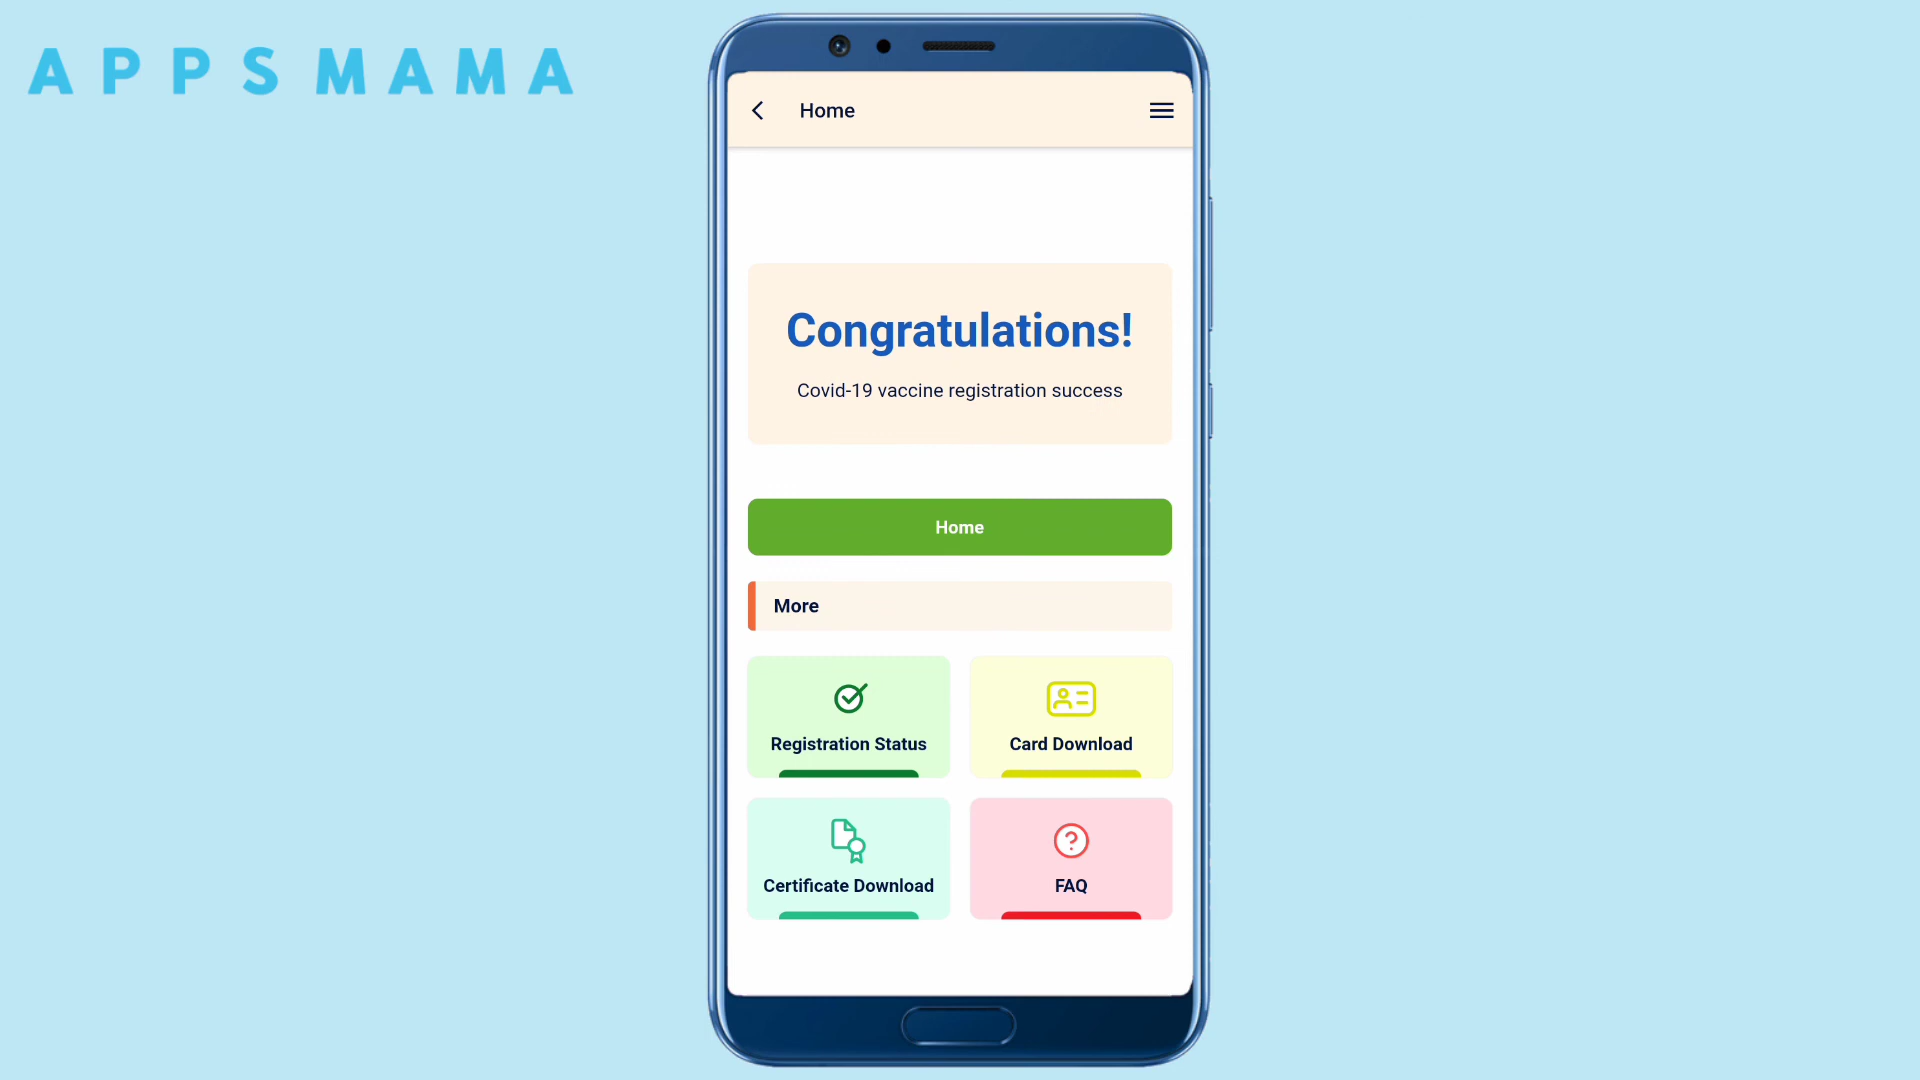 APPSMAMA
Home
Congratulations!
Covid-19 vaccine registration success
Home
More
Registration Status
Card Download
Certificate Download
FAQ